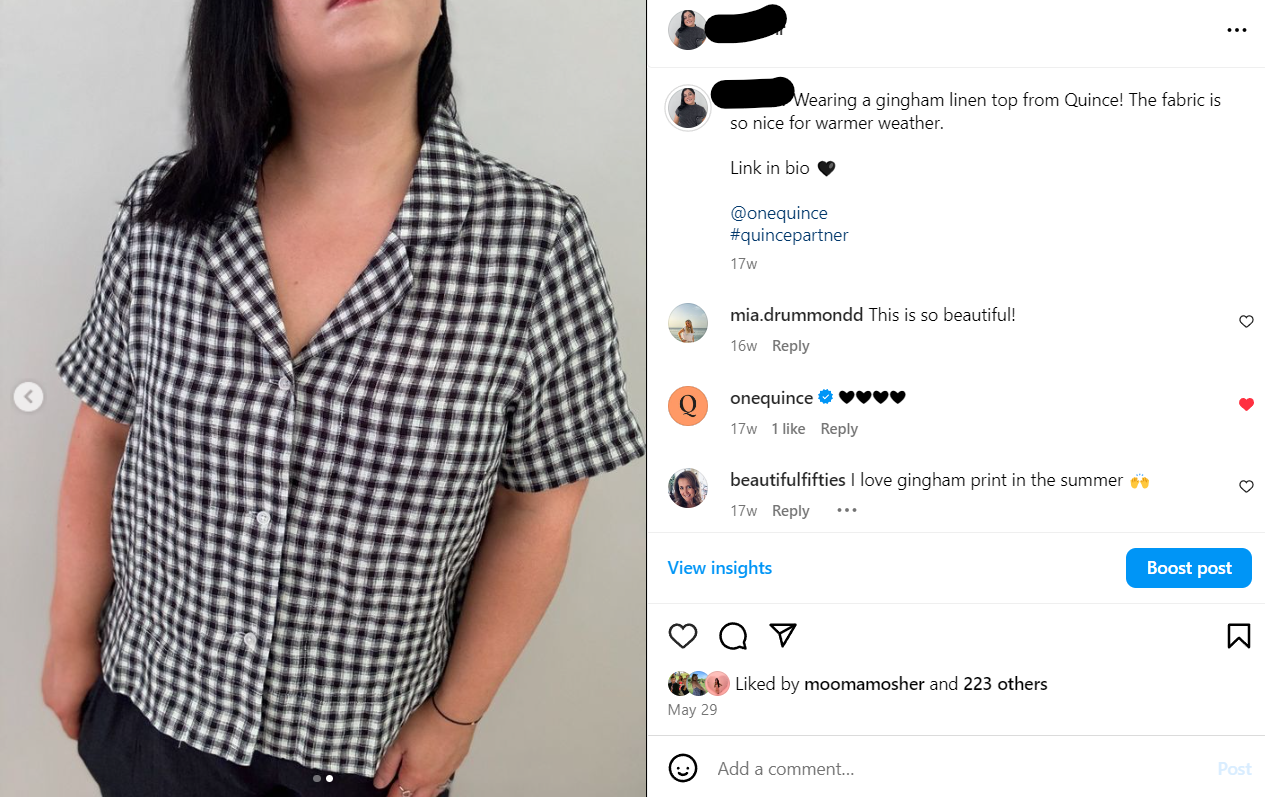 Wearing a gingham linen top from Quince! The fabric is
so nice for warmer weather.
Link in bio 🖤
@onequince
#quincepartner
17w
mia.drummondd This is so beautiful!
16w Reply
onequince 🖤🖤🖤🖤
17w 1 like Reply
Q
beautifulfifties I love gingham print in the summer 🙌
17w Reply
View insights
Boost post
Liked by moomamosher and 223 others
May 29
Add a comment...
Post